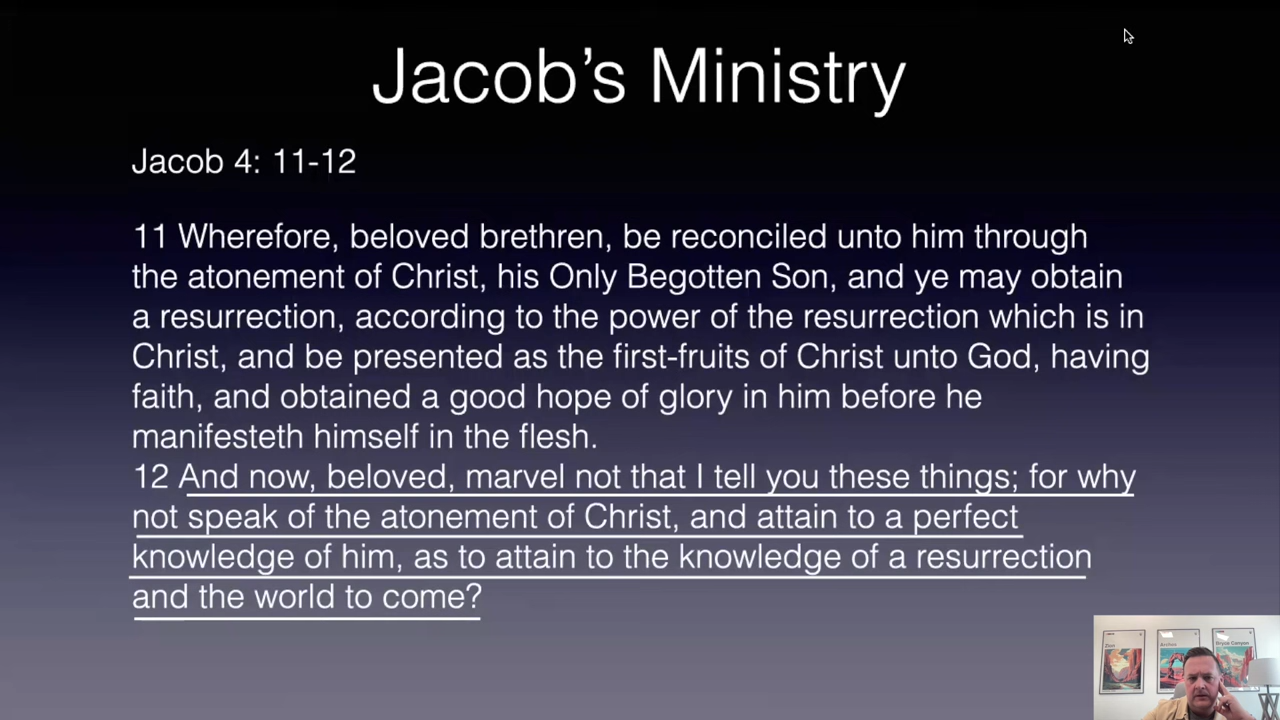 Jacob’s Ministry
Jacob 4: 11-12
11 Wherefore, beloved brethren, be reconciled unto him through
the atonement of Christ, his Only Begotten Son, and ye may obtain
a resurrection, according to the power of the resurrection which is in
Christ, and be presented as the first-fruits of Christ unto God, having
faith, and obtained a good hope of glory in him before he
manifesteth himself in the flesh.
12 And now, beloved, marvel not that I tell you these things; for why
not speak of the atonement of Christ, and attain to a perfect
knowledge of him, as to attain to the knowledge of a resurrection
and the world to come?
Zion
Arches
Bryce Canyon